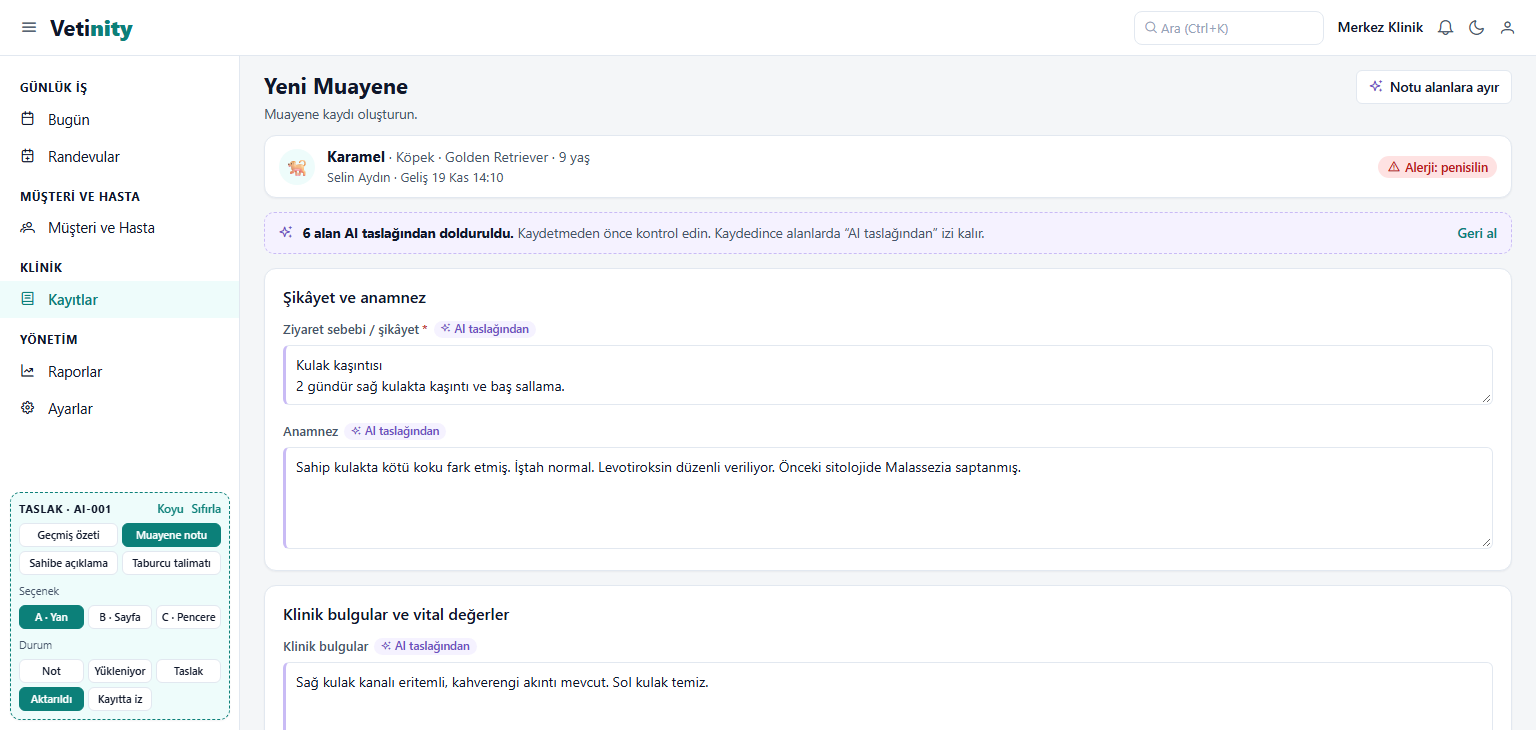 Vetinity
Ara (Ctrl+K)
Merkez Klinik
GÜNLÜK İŞ
Bugün
Randevular
MÜŞTERİ VE HASTA
Müşteri ve Hasta
KLİNİK
Kayıtlar
YÖNETİM
Raporlar
Ayarlar
TASLAK · AI-001 Koyu Sıfırla
Geçmiş özeti Muayene notu
Sahibe açıklama Taburcu talimatı
Seçenek
A · Yan B · Sayfa C · Pencere
Durum
Not Yükleniyor Taslak
Aktarıldı Kayıtta iz
Yeni Muayene
Muayene kaydı oluşturun.
Notu alanlara ayır
Karamel · Köpek · Golden Retriever · 9 yaş
Selin Aydın · Geliş 19 Kas 14:10
Alerji: penisilin
6 alan AI taslağından dolduruldu. Kaydetmeden önce kontrol edin. Kaydedince alanlarda “AI taslağından” izi kalır.
Geri al
Şikâyet ve anamnez
Ziyaret sebebi / şikâyet * AI taslağından
Kulak kaşıntısı
2 gündür sağ kulakta kaşıntı ve baş sallama.
Anamnez AI taslağından
Sahip kulakta kötü koku fark etmiş. İştah normal. Levotiroksin düzenli veriliyor. Önceki sitolojide Malassezia saptanmış.
Klinik bulgular ve vital değerler
Klinik bulgular AI taslağından
Sağ kulak kanalı eritemli, kahverengi akıntı mevcut. Sol kulak temiz.